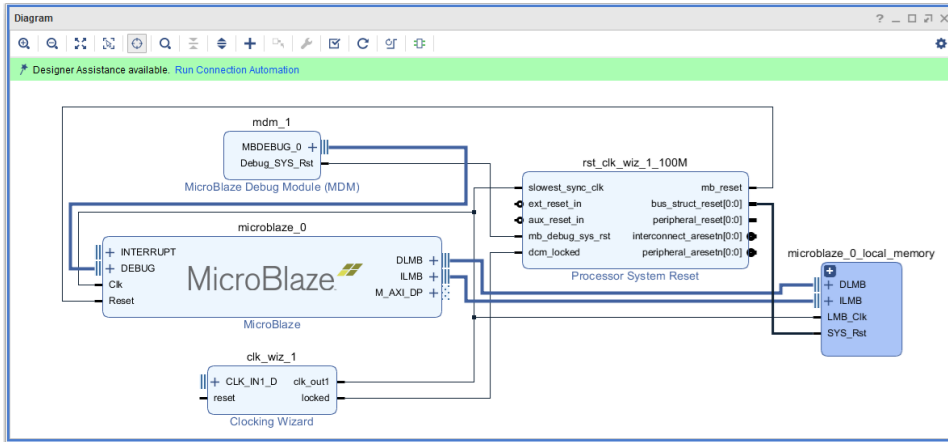 Diagram
Designer Assistance available. Run Connection Automation
mdm_1
MBDEBUG_0
Debug_SYS_Rst
MicroBlaze Debug Module (MDM)
rst_clk_wiz_1_100M
slowest_sync_clk
ext_reset_in
aux_reset_in
mb_debug_sys_rst
dcm_locked
mb_reset
bus_struct_reset[0:0]
peripheral_reset[0:0]
interconnect_aresetn[0:0]
peripheral_aresetn[0:0]
Processor System Reset
microblaze_0
INTERRUPT
DEBUG
Clk
Reset
MicroBlaze
DLMB
ILMB
M_AXI_DP
MicroBlaze
microblaze_0_local_memory
DLMB
ILMB
LMB_Clk
SYS_Rst
clk_wiz_1
CLK_IN1_D
reset
clk_out1
locked
Clocking Wizard